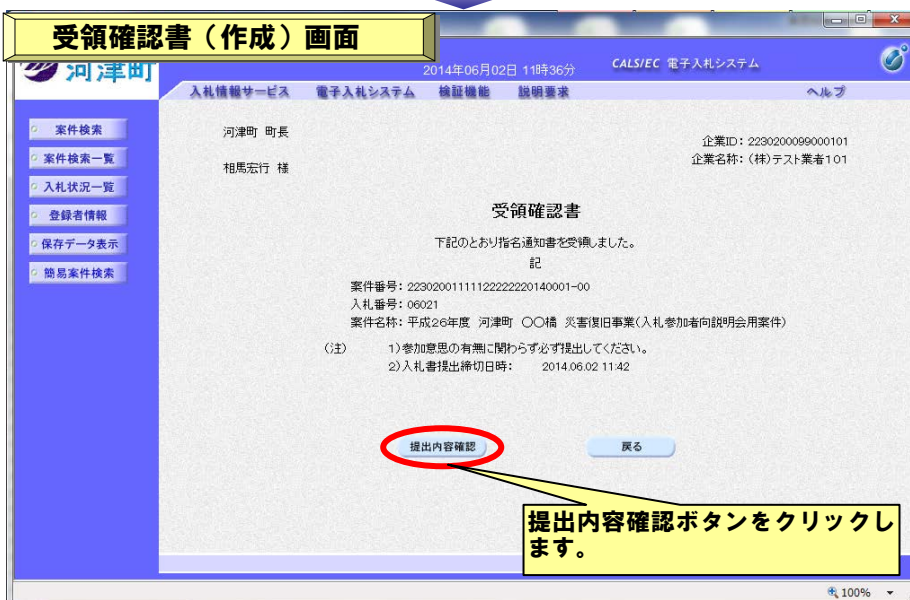 受領確認書（作成）画面
河津町
2014年06月02日 11時36分
CALS/EC 電子入札システム
入札情報サービス 電子入札システム 検証機能 説明要求 ヘルプ
案件検索
案件検索一覧
入札状況一覧
登録者情報
保存データ表示
簡易案件検索
河津町 町長
相馬宏行 様
企業ID：2230200099000101
企業名称：（株）テスト業者101
受領確認書
下記のとおり指名通知書を受領しました。
記
案件番号：2230200111112222220140001-00
入札番号：06021
案件名称：平成26年度 河津町 〇〇橋 災害復旧事業（入札参加者向説明会用案件）
（注） 1）参加意思の有無に関わらず必ず提出してください。
2）入札書提出締切日時： 2014.06.02 11:42
提出内容確認 戻る
提出内容確認ボタンをクリックし
ます。
100%